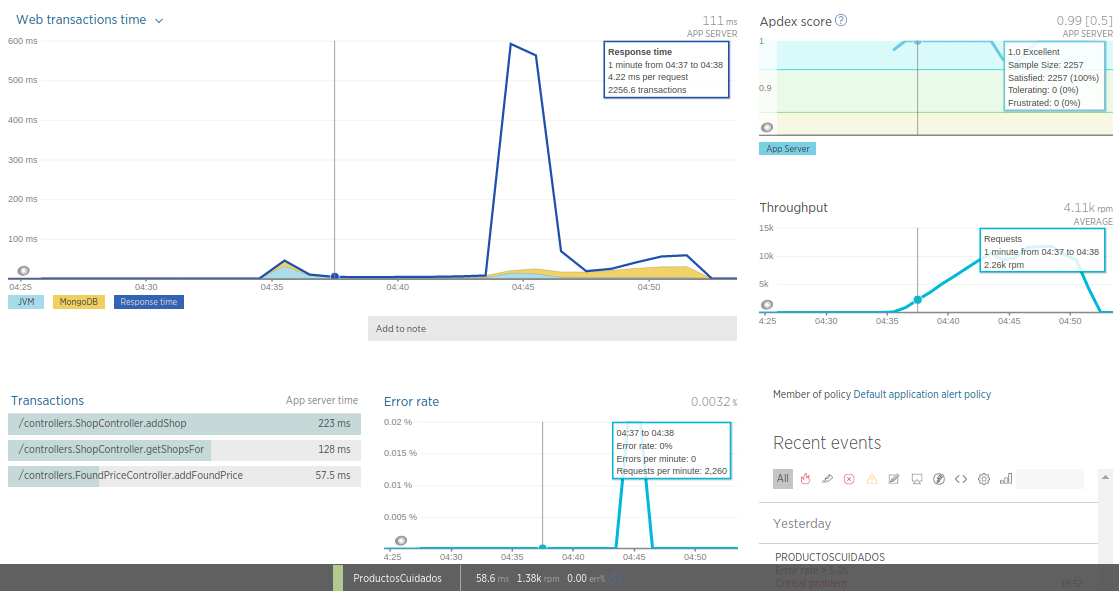 Web transactions time
111 ms
APP SERVER
600 ms
500 ms
400 ms
300 ms
200 ms
100 ms
Response time
1 minute from 04:37 to 04:38
4.22 ms per request
2256.6 transactions
04:25 04:30 04:35 04:40 04:45 04:50
JVM MongoDB Response time
Add to note
Apdex score ?
0.99 [0.5]
APP SERVER
1
0.9
1.0 Excellent
Sample Size: 2257
Satisfied: 2257 (100%)
Tolerating: 0 (0%)
Frustrated: 0 (0%)
App Server
Throughput
4.11k rpm
AVERAGE
15k
10k
5k
Requests
1 minute from 04:37 to 04:38
2.26k rpm
4:25 04:30 04:35 04:40 04:45 04:50
Transactions
App server time
/controllers.ShopController.addShop 223 ms
/controllers.ShopController.getShopsFor 128 ms
/controllers.FoundPriceController.addFoundPrice 57.5 ms
Error rate
0.0032 %
0.02 %
0.015 %
0.01 %
0.005 %
04:37 to 04:38
Error rate: 0%
Errors per minute: 0
Requests per minute: 2,260
4:25 04:30 04:35 04:40 04:45 04:50
Member of policy Default application alert policy
Recent events
All
Yesterday
PRODUCTOSCUIDADOS
Error rate > 5.0%
Critical problem 18:52
ProductosCuidados 58.6 ms 1.38k rpm 0.00 err%